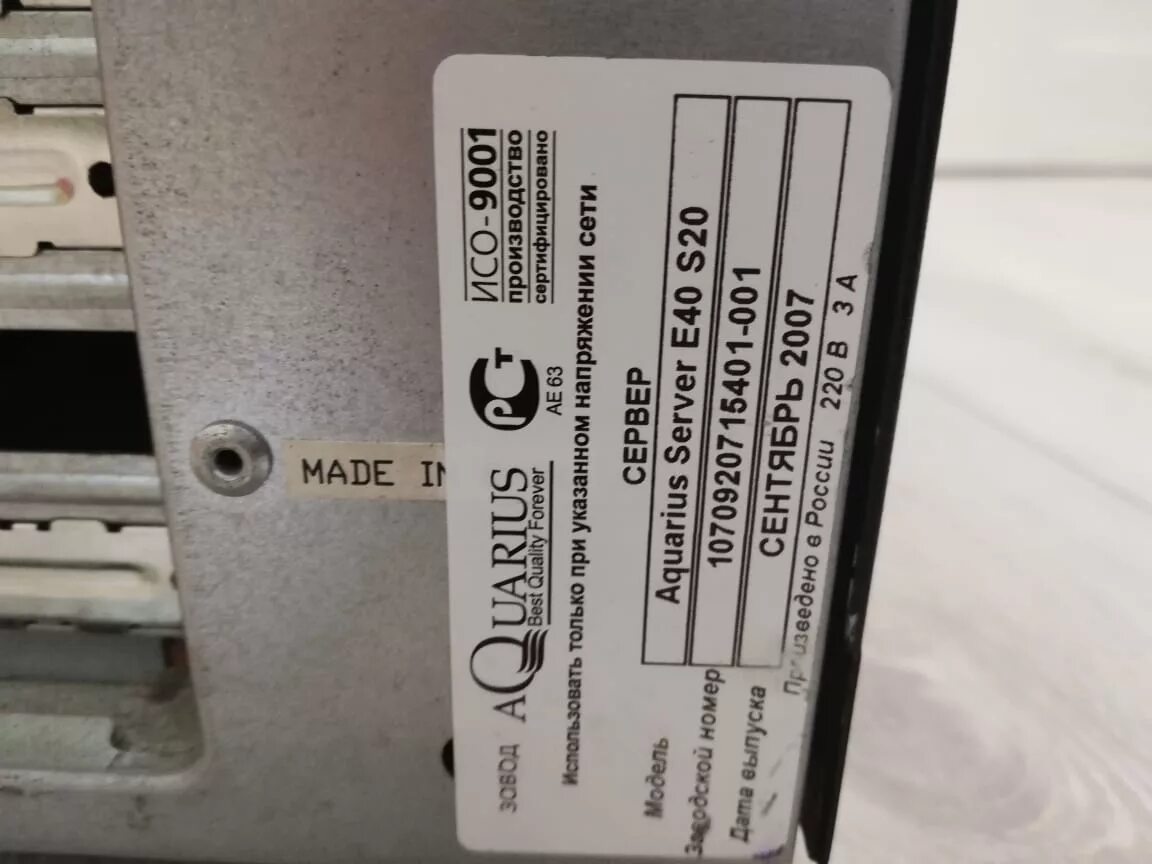 ЗАВОД AQUARIUS
Best Quality Forever
РСТ
АЕ 63
ИСО-9001
производство
сертифицировано
Использовать только при указанном напряжении сети
СЕРВЕР
Модель Aquarius Server E40 S20
Заводской номер 1070920715401-001
Дата выпуска СЕНТЯБРЬ 2007
Произведено в России 220 В 3 А
MADE IN